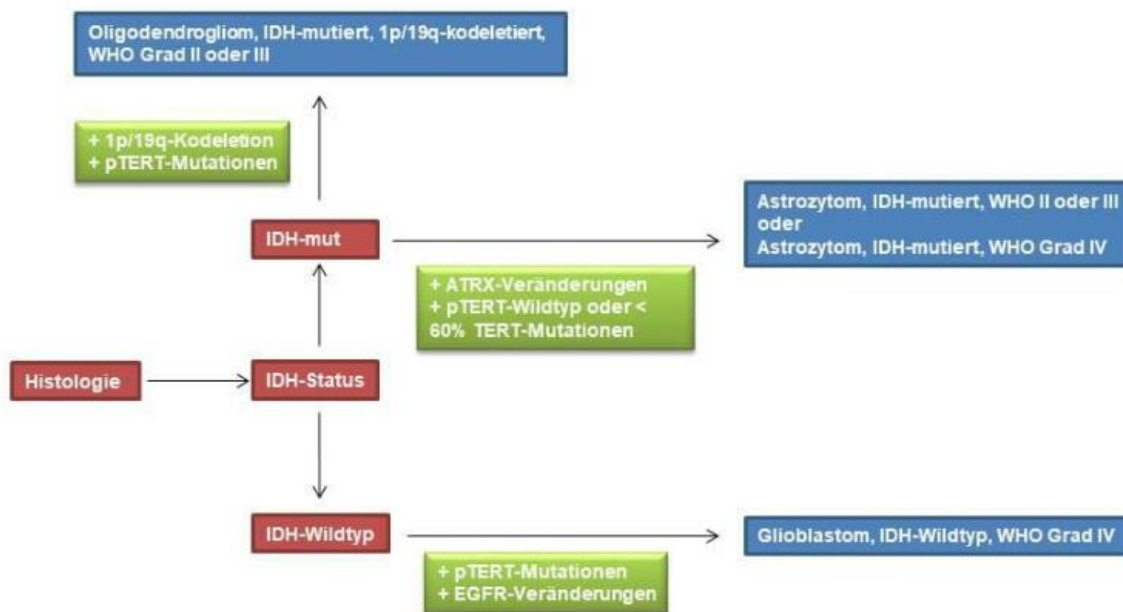 Oligodendrogliom, IDH-mutiert, 1p/19q-kodeletiert,
WHO Grad II oder III
+ 1p/19q-Kodeletion
+ pTERT-Mutationen
IDH-mut
Astrozytom, IDH-mutiert, WHO II oder III
oder
Astrozytom, IDH-mutiert, WHO Grad IV
+ ATRX-Veränderungen
+ pTERT-Wildtyp oder <
60% TERT-Mutationen
Histologie
IDH-Status
IDH-Wildtyp
Glioblastom, IDH-Wildtyp, WHO Grad IV
+ pTERT-Mutationen
+ EGFR-Veränderungen